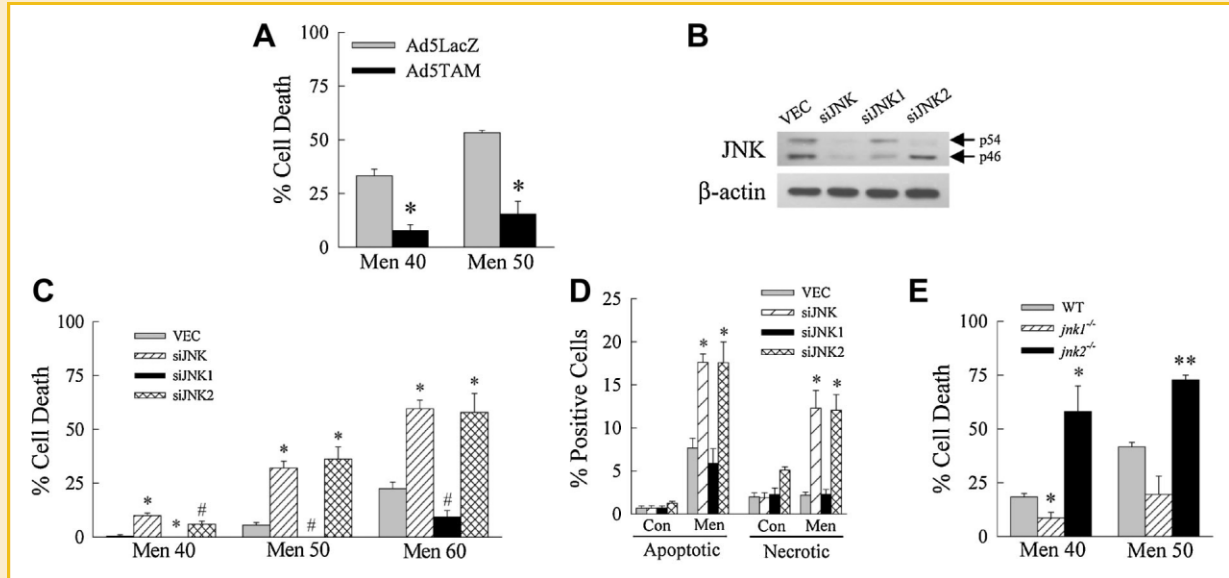 A
% Cell Death
100
75
50
25
0
Ad5LacZ
Ad5TAM
*
*
Men 40
Men 50
B
VEC
siJNK
siJNK1
siJNK2
JNK
p54
p46
β-actin
C
% Cell Death
100
75
50
25
0
VEC
siJNK
siJNK1
siJNK2
*
*
#
*
#
*
*
#
*
Men 40
Men 50
Men 60
D
% Positive Cells
25
20
15
10
5
0
VEC
siJNK
siJNK1
siJNK2
*
*
*
*
Con
Men
Con
Men
Apoptotic
Necrotic
E
% Cell Death
100
75
50
25
0
WT
jnk1-/-
jnk2-/-
*
*
**
Men 40
Men 50